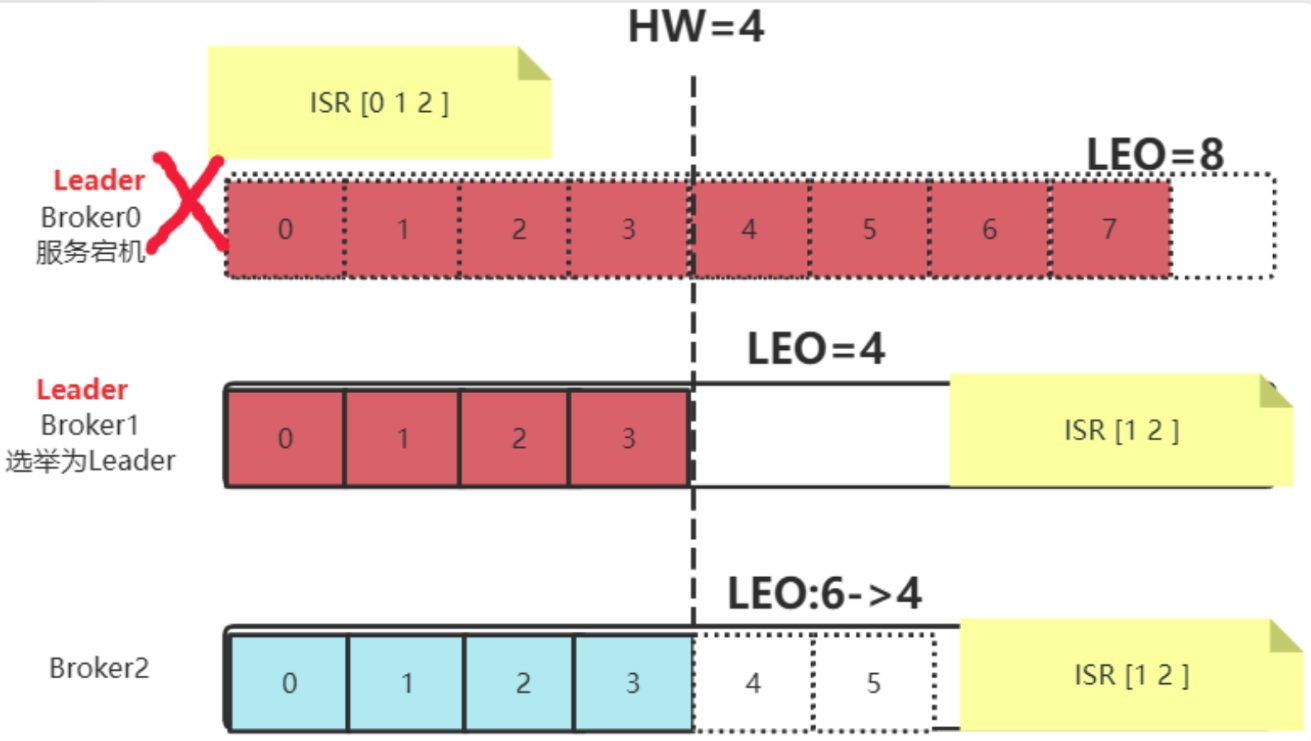 HW=4
ISR [0 1 2 ]
LEO=8
Leader
Broker0
服务宕机
0 1 2 3 4 5 6 7
LEO=4
Leader
Broker1
选举为Leader
0 1 2 3
ISR [1 2 ]
LEO:6->4
Broker2
0 1 2 3 4 5
ISR [1 2 ]